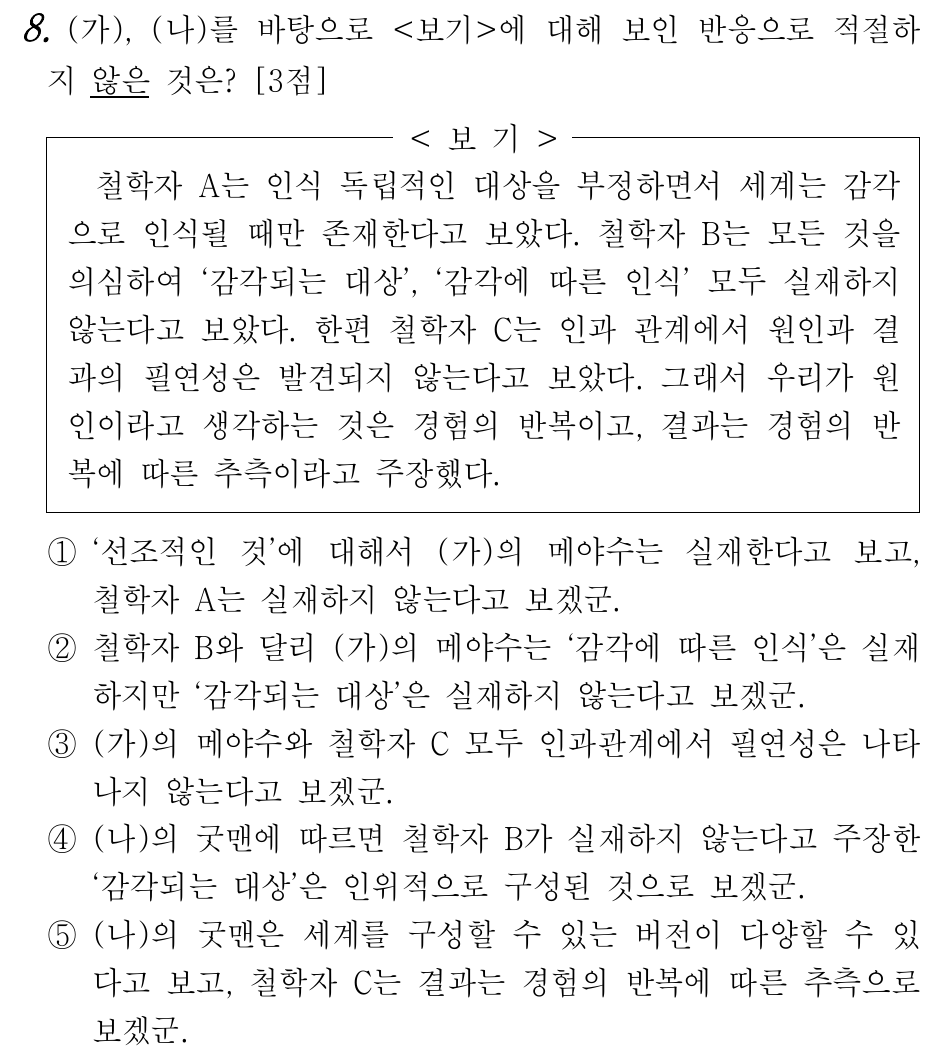 8. (가), (나)를 바탕으로 <보기>에 대해 보인 반응으로 적절하
지 않은 것은? [3점]
< 보 기 >
철학자 A는 인식 독립적인 대상을 부정하면서 세계는 감각
으로 인식될 때만 존재한다고 보았다. 철학자 B는 모든 것을
의심하여 ‘감각되는 대상’, ‘감각에 따른 인식’ 모두 실재하지
않는다고 보았다. 한편 철학자 C는 인과 관계에서 원인과 결
과의 필연성은 발견되지 않는다고 보았다. 그래서 우리가 원
인이라고 생각하는 것은 경험의 반복이고, 결과는 경험의 반
복에 따른 추측이라고 주장했다.
① ‘선조적인 것’에 대해서 (가)의 메야수는 실재한다고 보고,
철학자 A는 실재하지 않는다고 보겠군.
② 철학자 B와 달리 (가)의 메야수는 ‘감각에 따른 인식’은 실재
하지만 ‘감각되는 대상’은 실재하지 않는다고 보겠군.
③ (가)의 메야수와 철학자 C 모두 인과관계에서 필연성은 나타
나지 않는다고 보겠군.
④ (나)의 굿맨에 따르면 철학자 B가 실재하지 않는다고 주장한
‘감각되는 대상’은 인위적으로 구성된 것으로 보겠군.
⑤ (나)의 굿맨은 세계를 구성할 수 있는 버전이 다양할 수 있
다고 보고, 철학자 C는 결과는 경험의 반복에 따른 추측으로
보겠군.